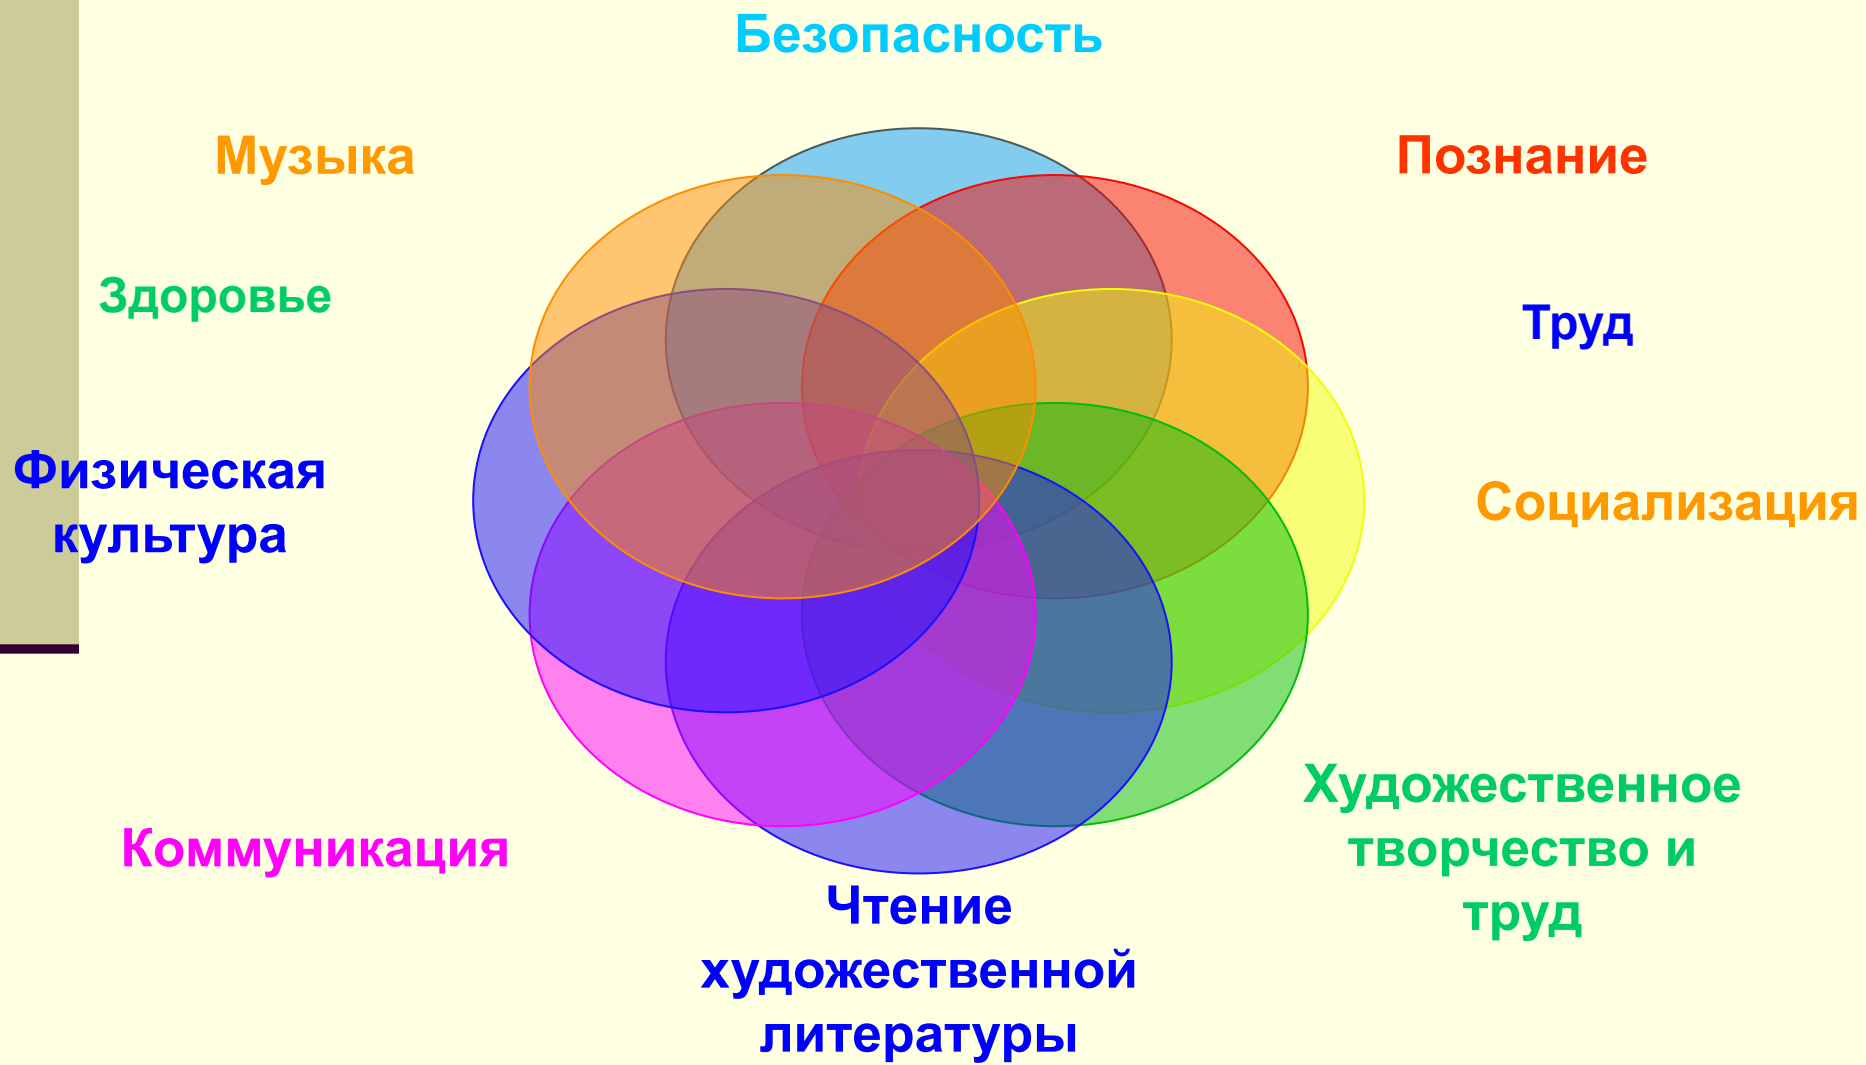 Безопасность
Музыка
Познание
Здоровье
Труд
Физическая
культура
Социализация
Коммуникация
Художественное
творчество и
труд
Чтение
художественной
литературы